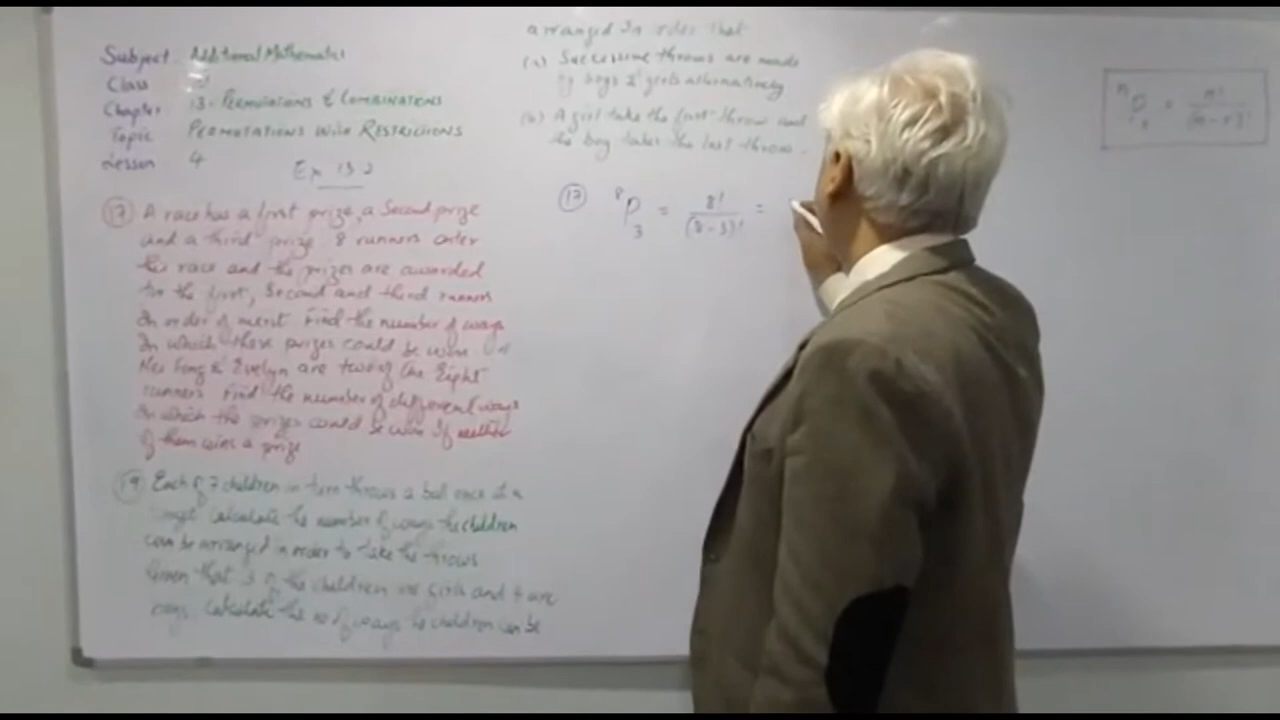 Subject Additional Mathematics
Class
Chapter 13. PERMUTATIONS & COMBINATIONS
Topic PERMUTATIONS WITH RESTRICTIONS
Lesson 4
Ex 13.2
(17) A race has a first prize, a second prize
and a third prize 8 runners enter
the race and the prizes are awarded
for the first, Second and third runners
in order of merit Find the number of ways
in which these prizes could be won
Evelyn are two of the Eight
runners Find the number of different ways
in which the prizes could be won if neither
of them wins a prize
(19) Each of 7 children in turn throws a ball once at a
calculate the number of ways the children
can be arranged in order to take the throws
Given that 3 of the children are girls and 4 are
boys calculate the no of ways the children can be
arranged in order that
(a) Successive throws are made
by boys & girls alternatively
(b) A girl take the first throw and
the boy takes the last throw.
(17) ⁸P₃ = 8!/(8-3)! =
ⁿPᵣ = n!/(n-r)!